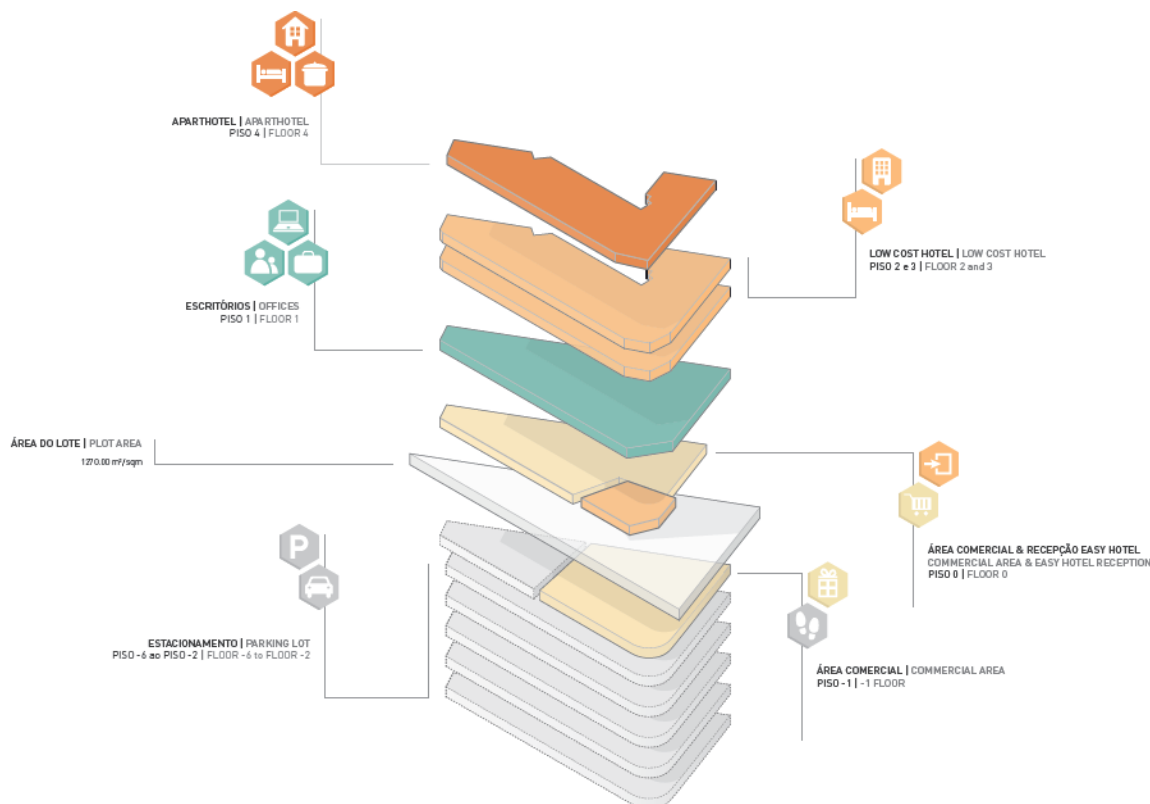 APARTHOTEL | APARTHOTEL
PISO 4 | FLOOR 4
LOW COST HOTEL | LOW COST HOTEL
PISO 2 e 3 | FLOOR 2 and 3
ESCRITÓRIOS | OFFICES
PISO 1 | FLOOR 1
ÁREA DO LOTE | PLOT AREA
1270.00 m²/sqm
ÁREA COMERCIAL & RECEPÇÃO EASY HOTEL
COMMERCIAL AREA & EASY HOTEL RECEPTION
PISO 0 | FLOOR 0
P
ESTACIONAMENTO | PARKING LOT
PISO -6 ao PISO -2 | FLOOR -6 to FLOOR -2
ÁREA COMERCIAL | COMMERCIAL AREA
PISO -1 | -1 FLOOR